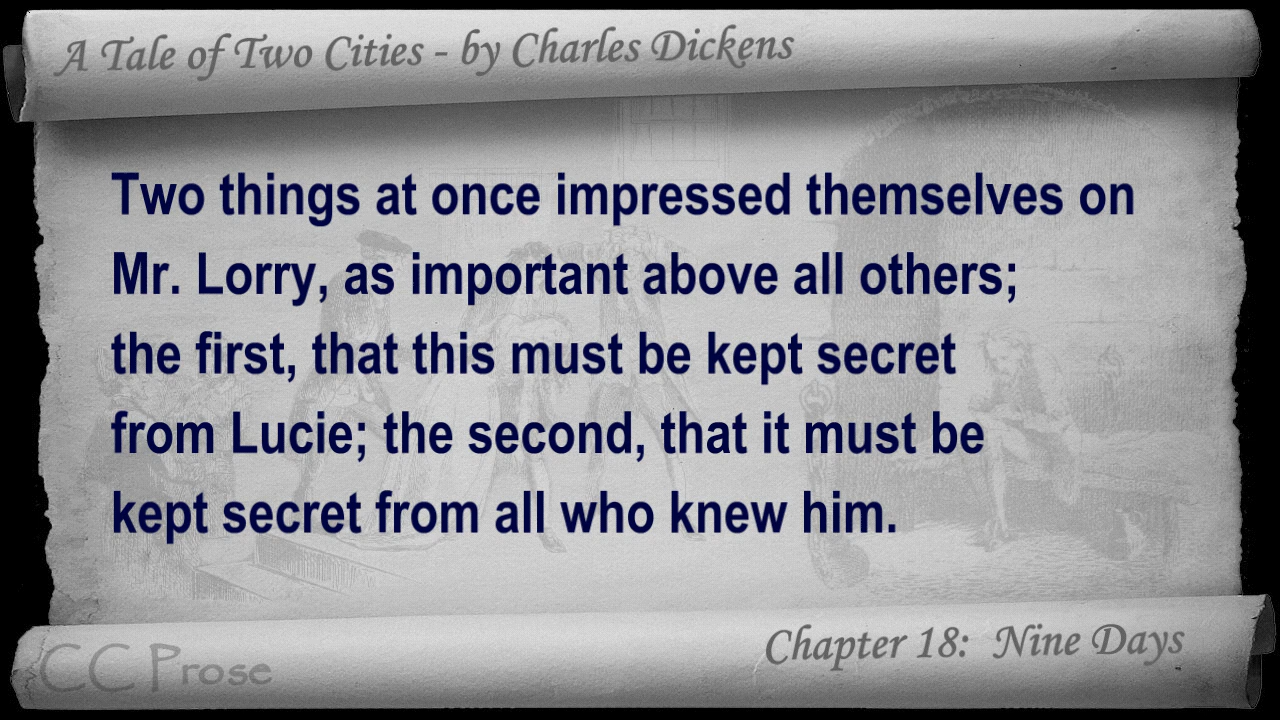 A Tale of Two Cities - by Charles Dickens
Two things at once impressed themselves on
Mr. Lorry, as important above all others;
the first, that this must be kept secret
from Lucie; the second, that it must be
kept secret from all who knew him.
Chapter 18: Nine Days
CC Prose